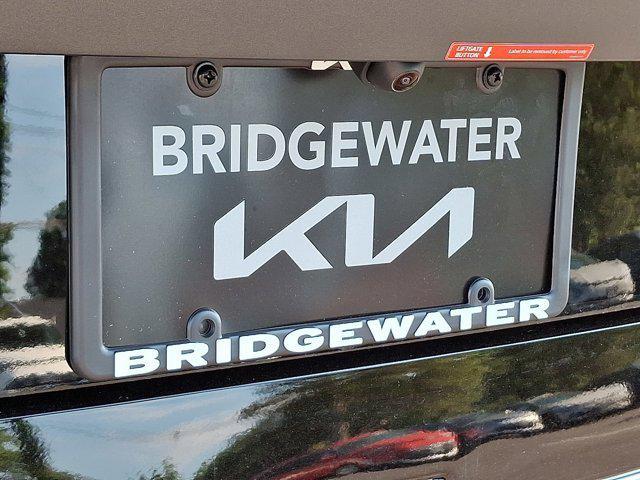 LIFTGATE
BUTTON
Label to be removed by customer only
BRIDGEWATER
KIA
BRIDGEWATER